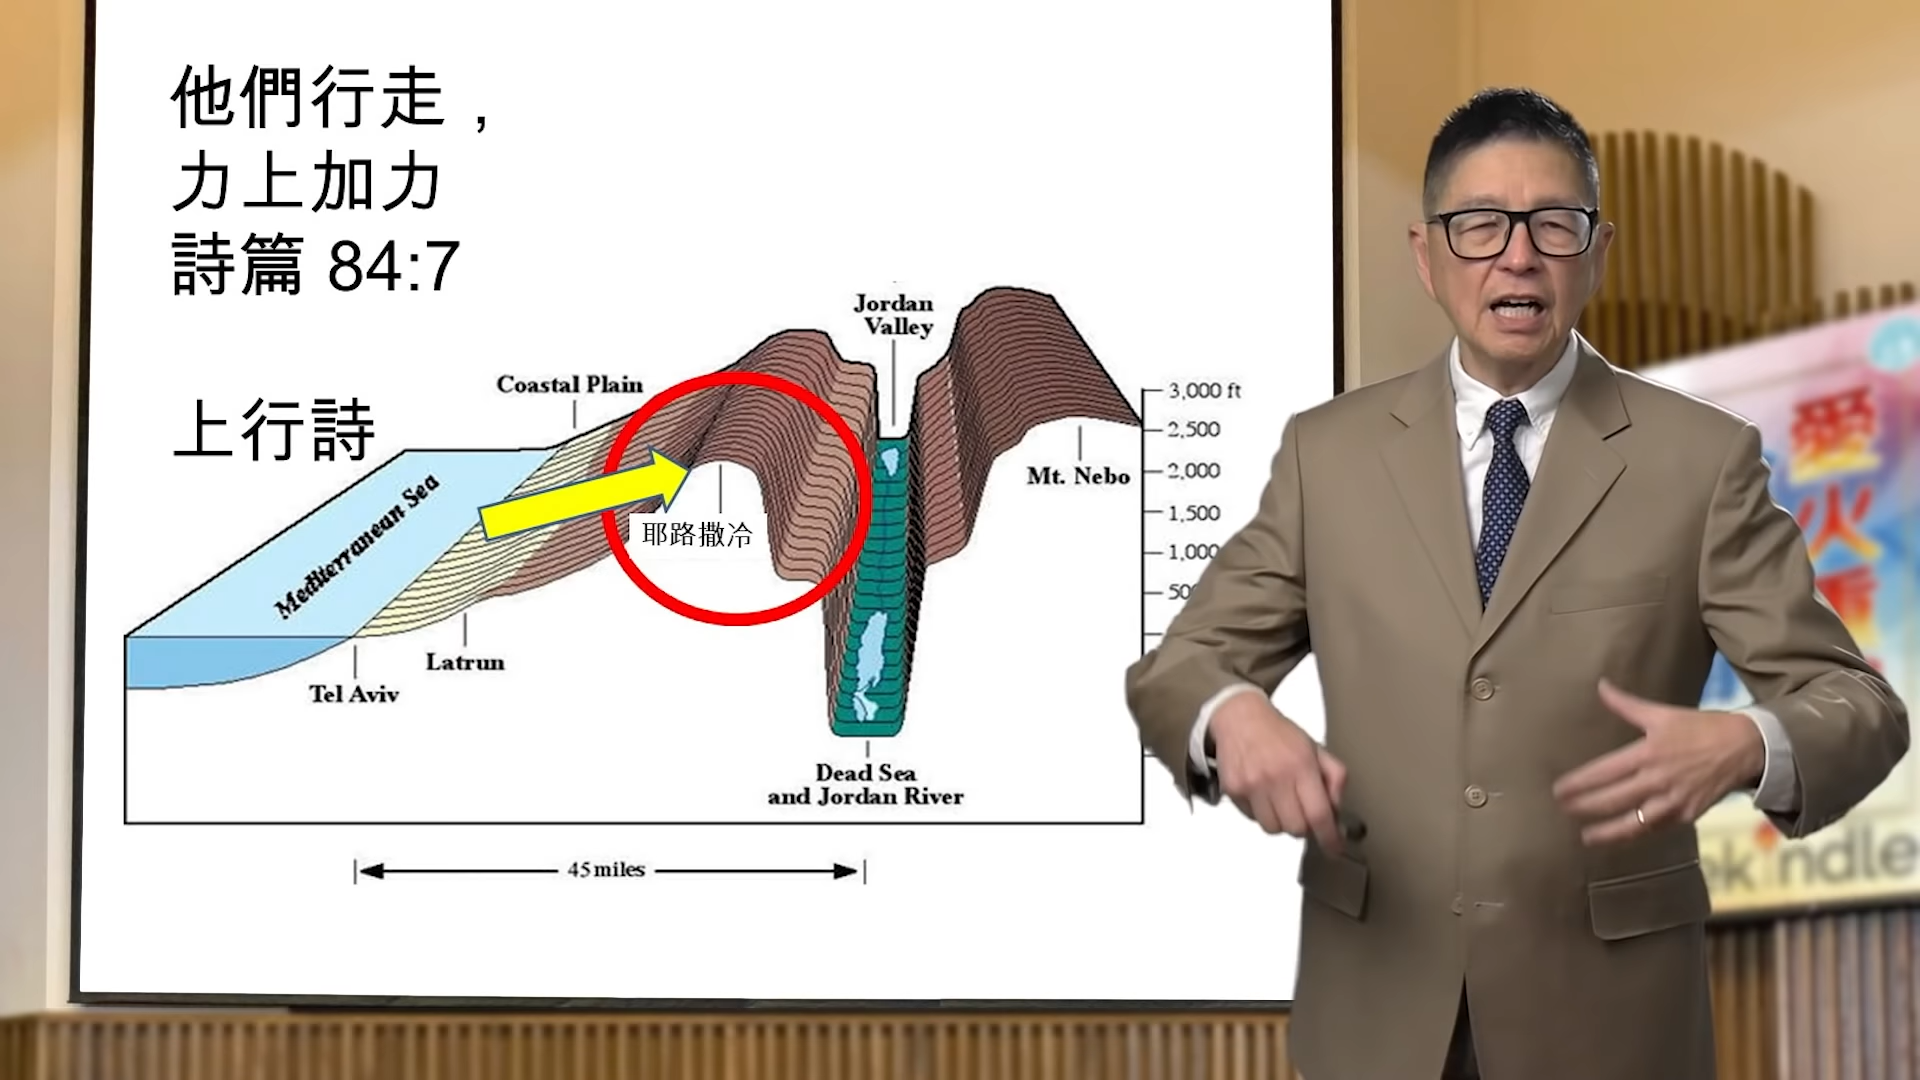 他們行走，
力上加力
詩篇 84:7
上行詩
Jordan
Valley
Coastal Plain
3,000 ft
2,500
Mt. Nebo
2,000
Mediterranean Sea
1,500
耶路撒冷
1,000
Latrun
Tel Aviv
Dead Sea
and Jordan River
45 miles
愛
火